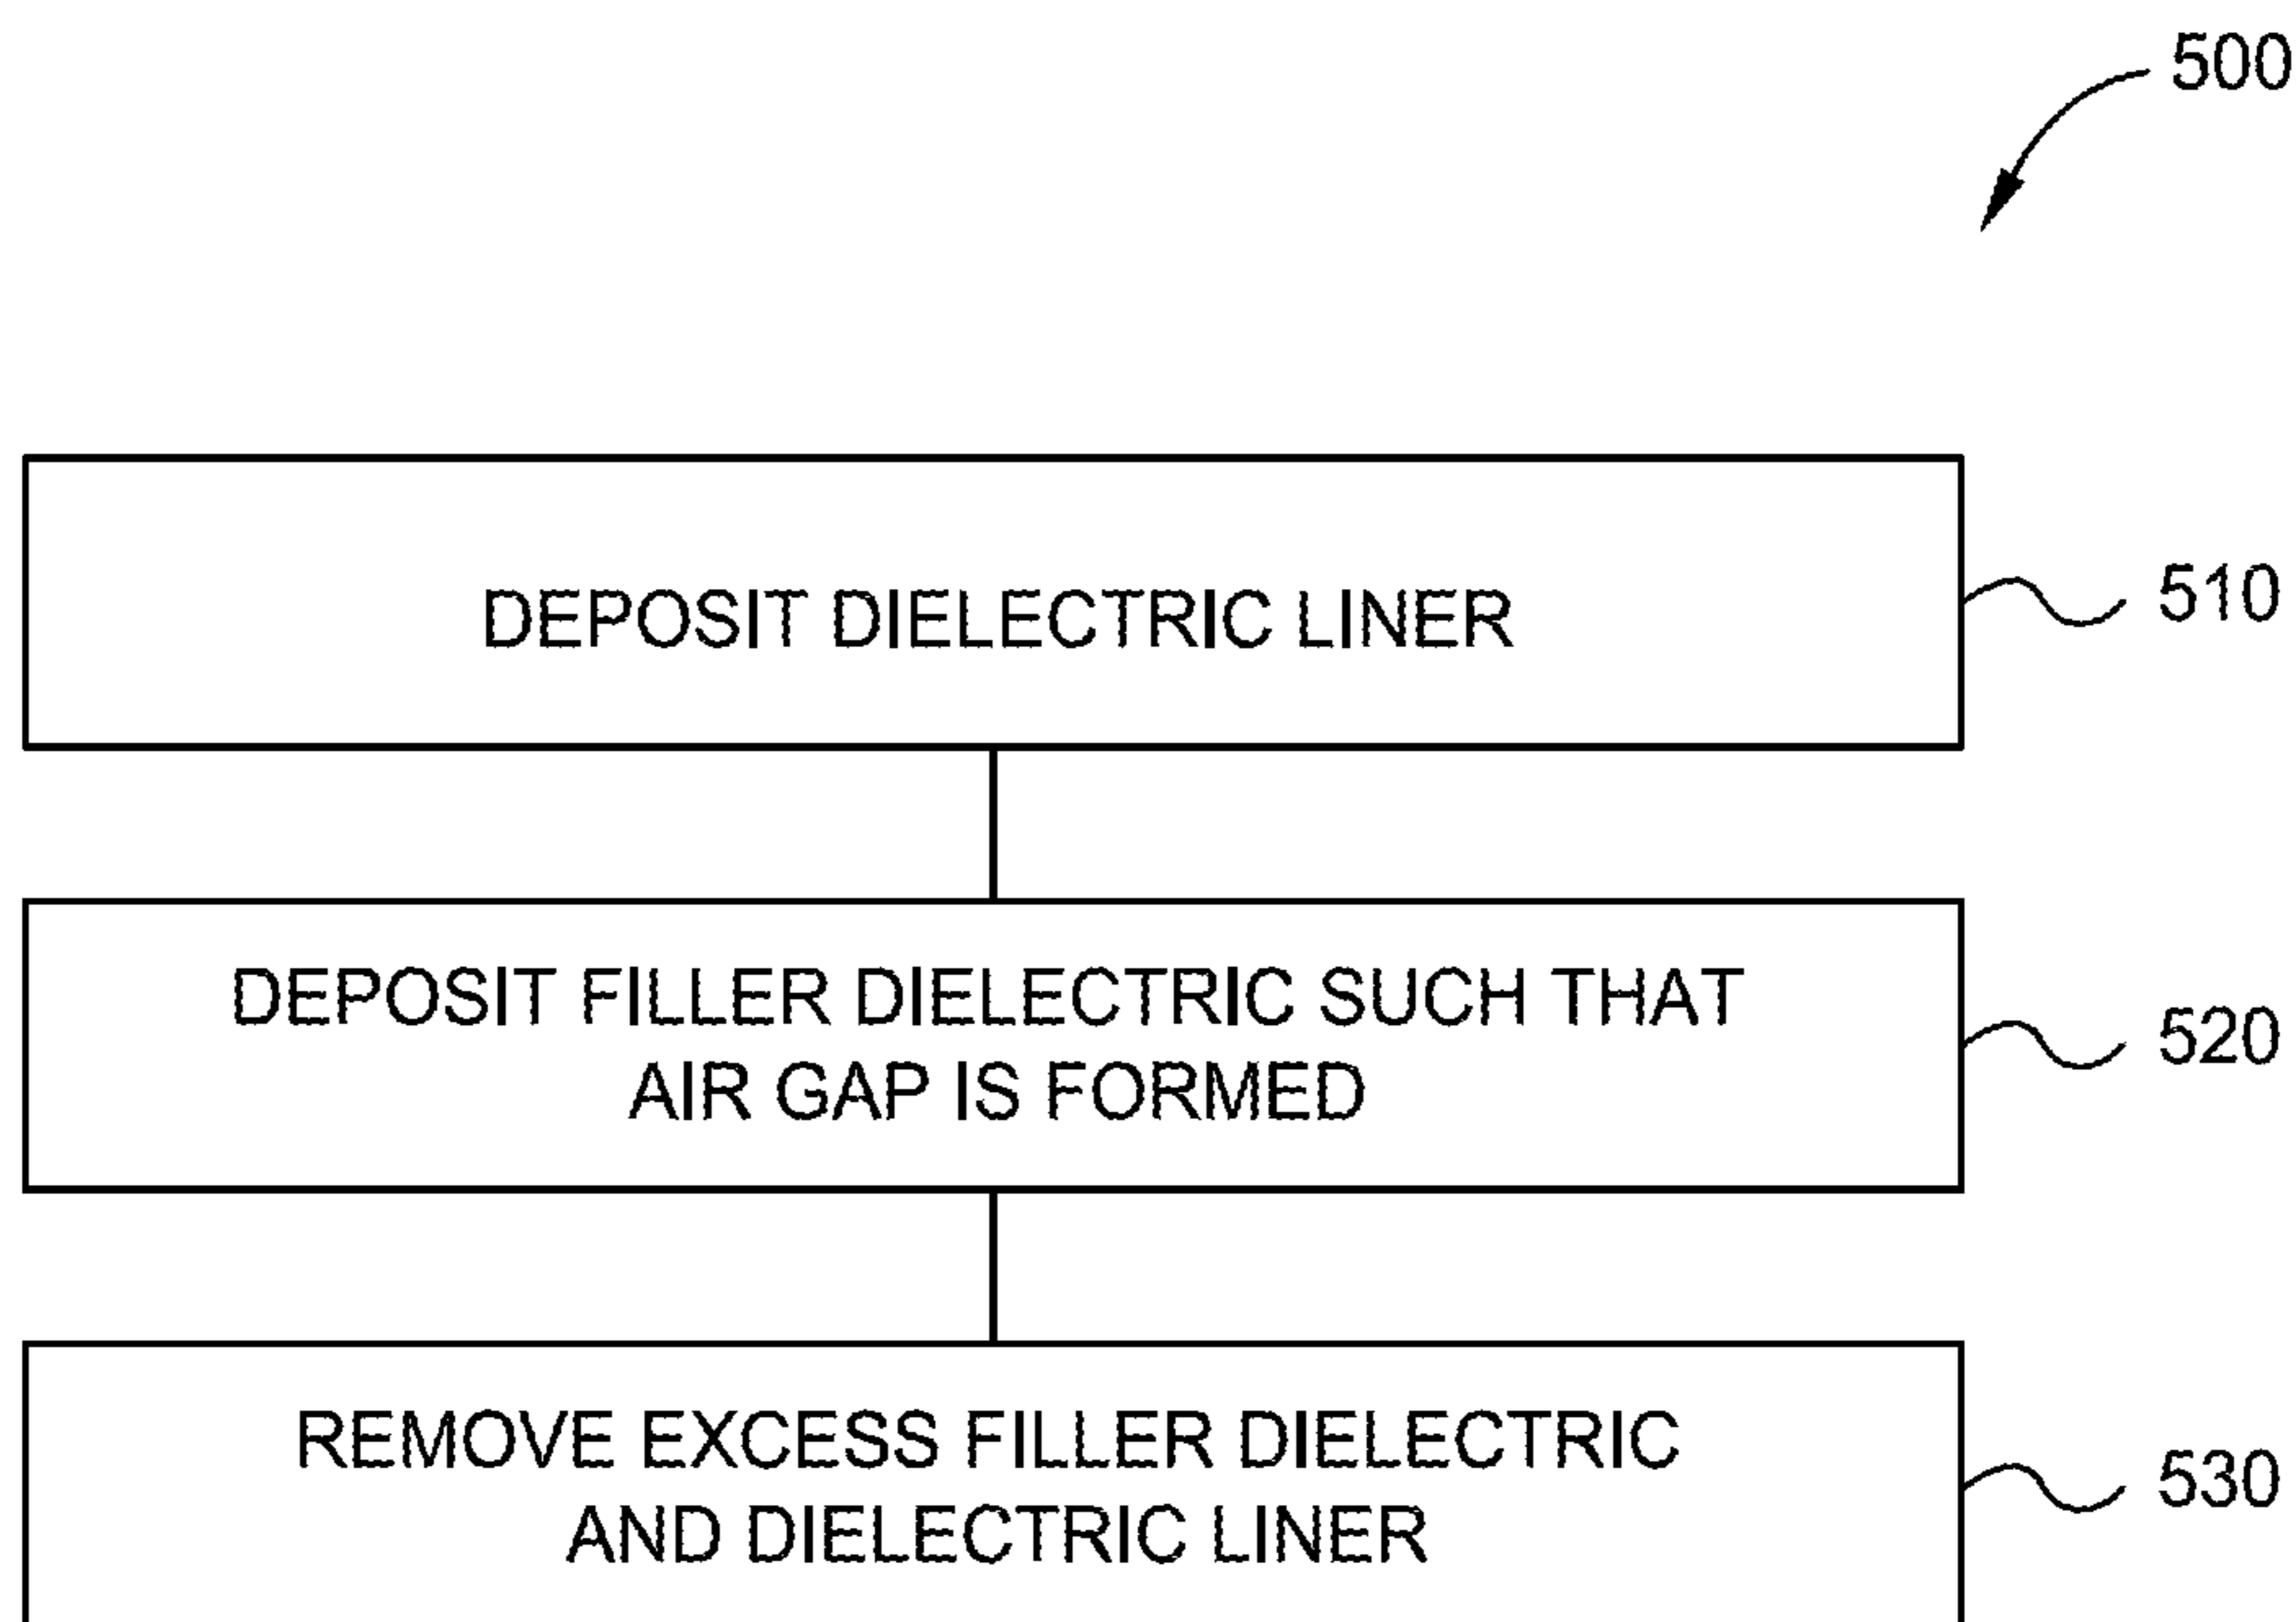 500
DEPOSIT DIELECTRIC LINER
510
DEPOSIT FILLER DIELECTRIC SUCH THAT
AIR GAP IS FORMED
520
REMOVE EXCESS FILLER DIELECTRIC
AND DIELECTRIC LINER
530